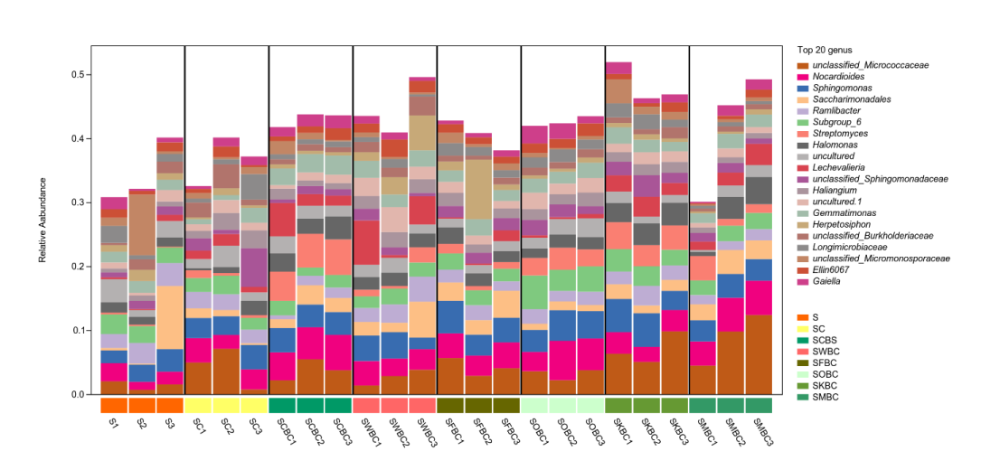 Top 20 genus
unclassified_Micrococcaceae
Nocardioides
Sphingomonas
Saccharimonadales
Ramlibacter
Subgroup_6
Streptomyces
Halomonas
uncultured
Lechevalieria
unclassified_Sphingomonadaceae
Haliangium
uncultured.1
Gemmatimonas
Herpetosiphon
unclassified_Burkholderiaceae
Longimicrobiaceae
unclassified_Micromonosporaceae
Ellin6067
Gaiella
S
SC
SCBS
SWBC
SFBC
SOBC
SKBC
SMBC
Relative Aabundance
0.5
0.4
0.3
0.2
0.1
0.0
S1 S2 S3 SC1 SC2 SC3 SCBC1 SCBC2 SCBC3 SWBC1 SWBC2 SWBC3 SFBC1 SFBC2 SFBC3 SOBC1 SOBC2 SOBC3 SKBC1 SKBC2 SKBC3 SMBC1 SMBC2 SMBC3